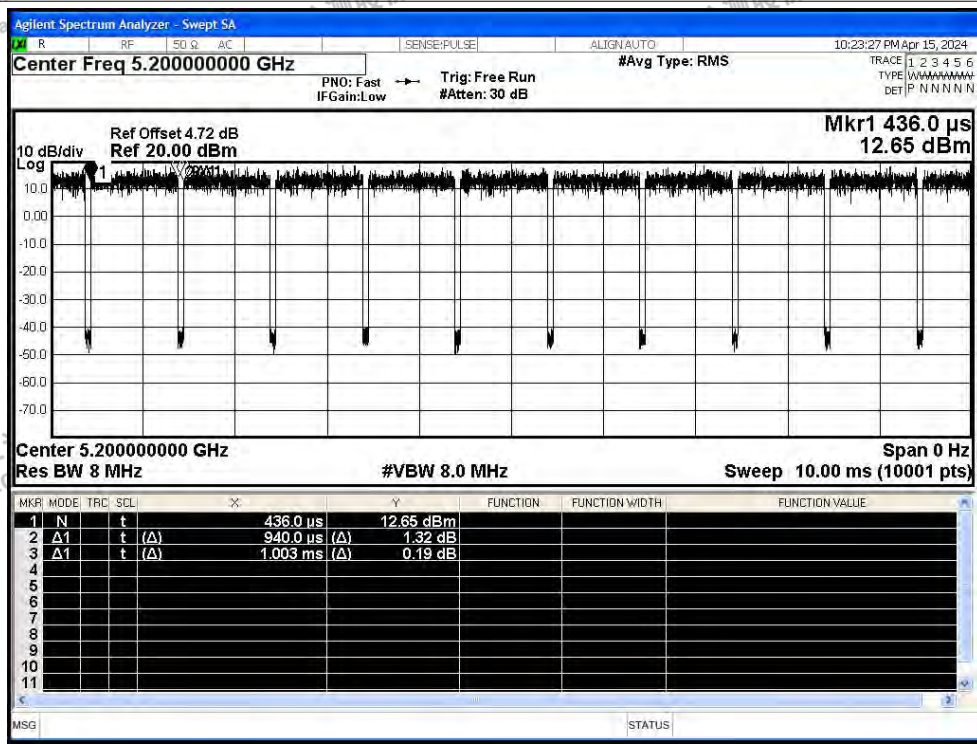 Agilent Spectrum Analyzer - Swept SA
R RF 50 Ω AC SENSE:PULSE ALIGN AUTO 10:23:27 PM Apr 15, 2024
Center Freq 5.200000000 GHz #Avg Type: RMS TRACE 1 2 3 4 5 6
PNO: Fast Trig: Free Run TYPE WWWWWW
IFGain:Low #Atten: 30 dB DET P N N N N N
Mkr1 436.0 µs
Ref Offset 4.72 dB
10 dB/div Ref 20.00 dBm 12.65 dBm
Log
1
10.0
0.00
-10.0
-20.0
-30.0
-40.0
-50.0
-60.0
-70.0
Center 5.200000000 GHz Span 0 Hz
Res BW 8 MHz #VBW 8.0 MHz Sweep 10.00 ms (10001 pts)
MKR MODE TRC SCL X Y FUNCTION FUNCTION WIDTH FUNCTION VALUE
1 N t 436.0 µs 12.65 dBm
2 Δ1 t (Δ) 940.0 µs (Δ) 1.32 dB
3 Δ1 t (Δ) 1.003 ms (Δ) 0.19 dB
4
5
6
7
8
9
10
11
MSG STATUS